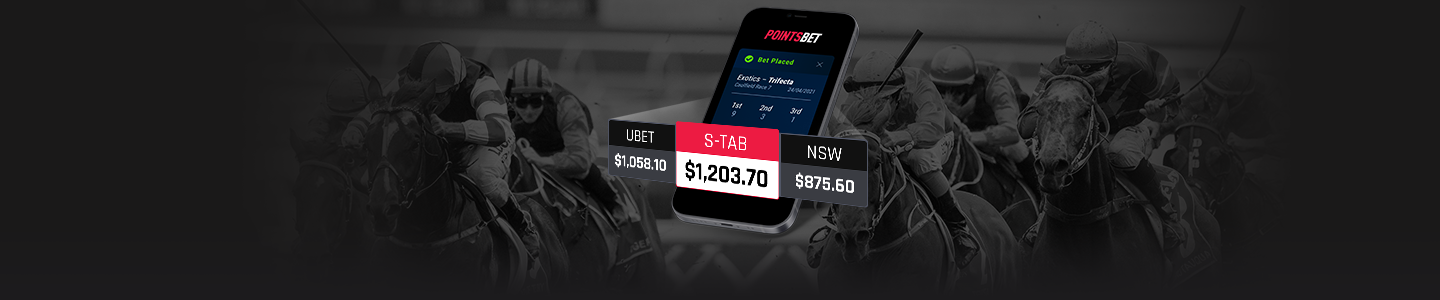 POINTSBET
Bet Placed
Exotics – Trifecta
Caulfield Race 7 24/04/2021
1st 2nd 3rd
9 3 1
UBET S-TAB NSW
$1,058.10 $1,203.70 $875.60